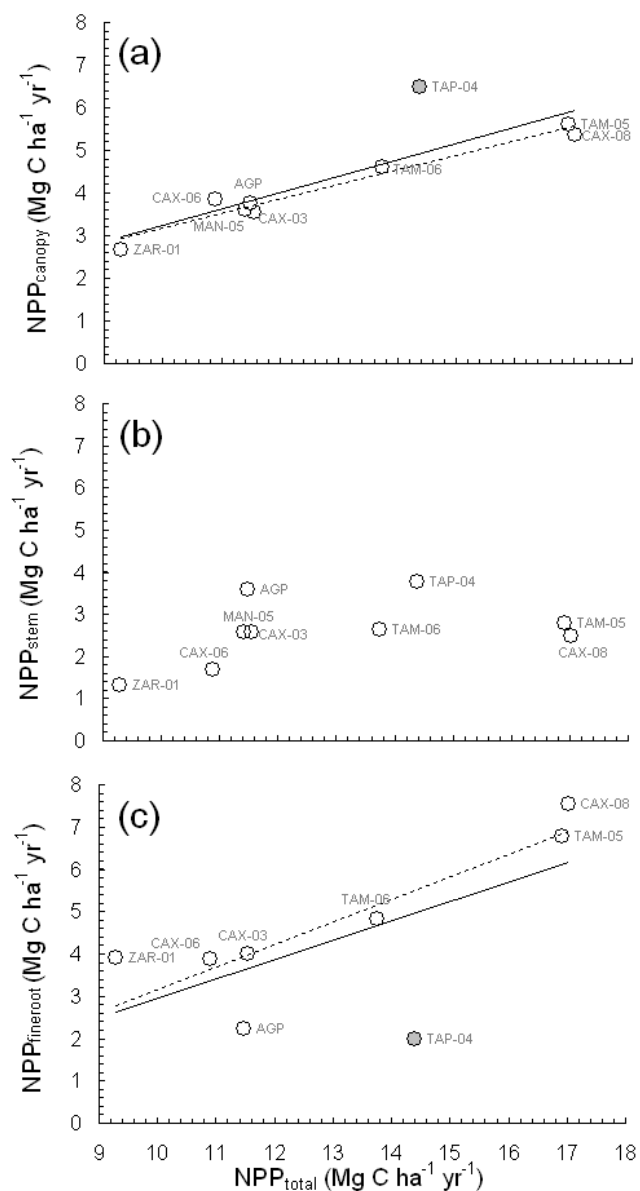 8
7
6
5
4
3
2
1
0
NPPcanopy (Mg C ha-1 yr-1)
(a)
TAP-04
TAM-05
CAX-08
TAM-06
AGP
CAX-06
MAN-05
CAX-03
ZAR-01
8
7
6
5
4
3
2
1
0
NPPstem (Mg C ha-1 yr-1)
(b)
AGP
TAP-04
MAN-05
CAX-03
TAM-06
TAM-05
CAX-08
CAX-06
ZAR-01
8
7
6
5
4
3
2
1
0
NPPfineroot (Mg C ha-1 yr-1)
(c)
CAX-08
TAM-05
TAM-06
CAX-03
CAX-06
ZAR-01
AGP
TAP-04
9 10 11 12 13 14 15 16 17 18
NPPtotal (Mg C ha-1 yr-1)